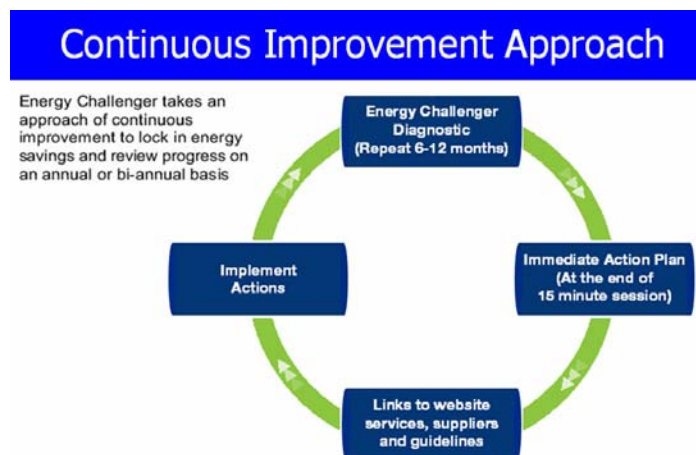 Continuous Improvement Approach
Energy Challenger takes an
approach of continuous
improvement to lock in energy
savings and review progress on
an annual or bi-annual basis
Energy Challenger
Diagnostic
(Repeat 6-12 months)
Immediate Action Plan
(At the end of
15 minute session)
Links to website
services, suppliers
and guidelines
Implement
Actions